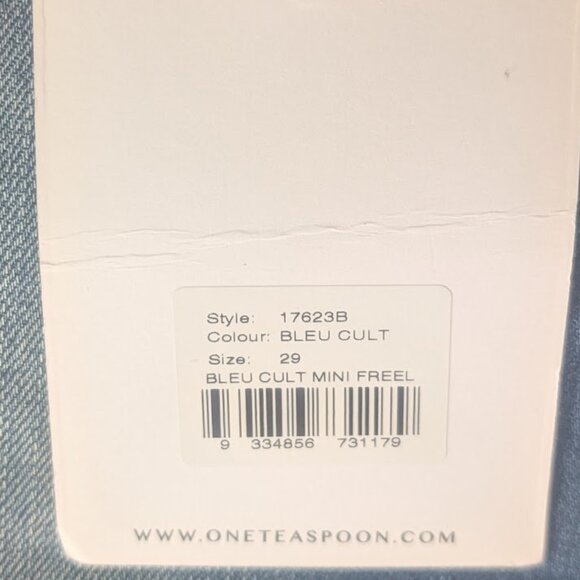 Style: 17623B
Colour: BLEU CULT
Size: 29
BLEU CULT MINI FREEL
9 334856 731179
WWW.ONETEASPOON.COM